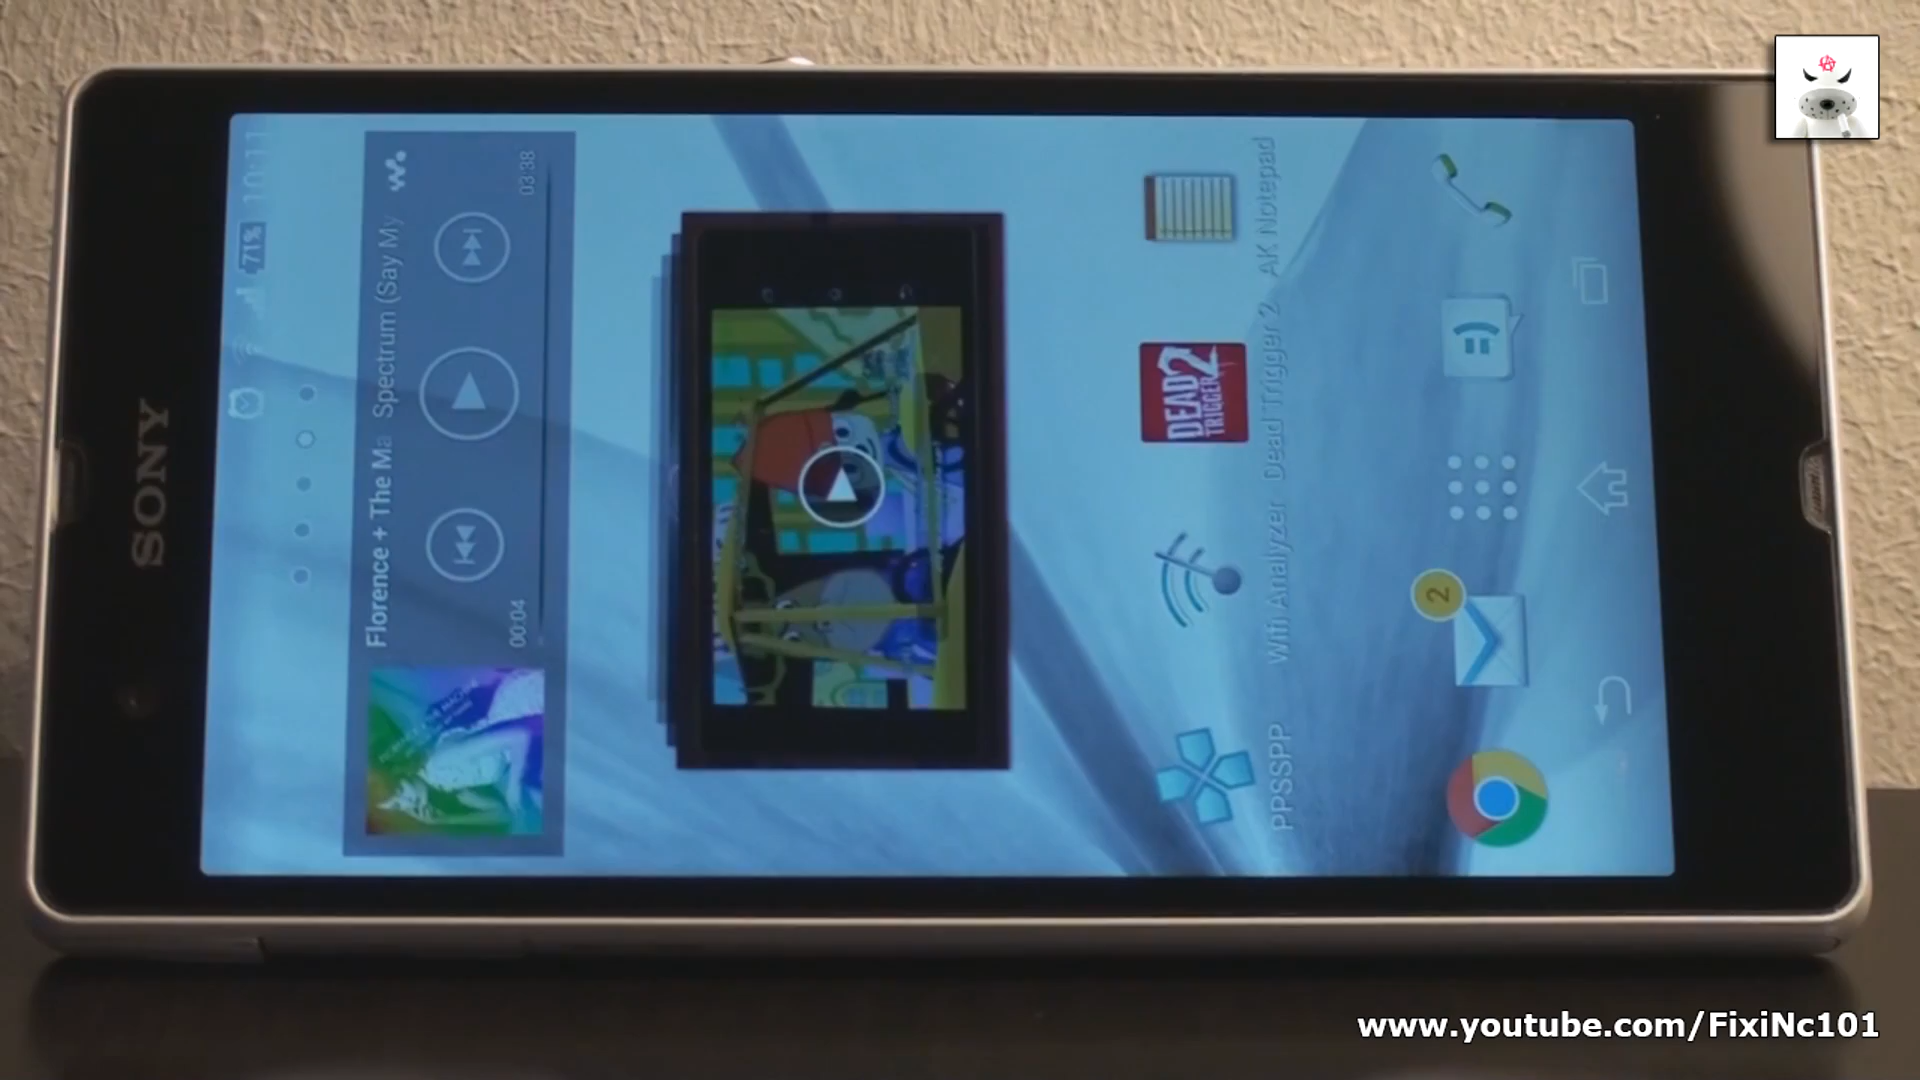 SONY
71% 10:11
Florence + The Ma Spectrum (Say My
00:04 03:38
PPSSPP Wifi Analyzer Dead Trigger 2 AK Notepad
DEAD
TRIGGER
2
2
www.youtube.com/FixiNc101